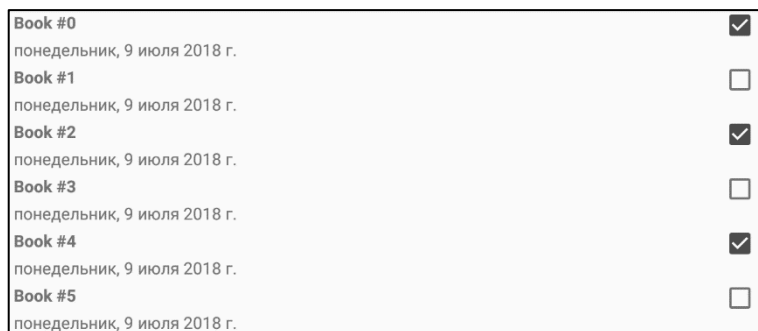 Book #0
понедельник, 9 июля 2018 г.
Book #1
понедельник, 9 июля 2018 г.
Book #2
понедельник, 9 июля 2018 г.
Book #3
понедельник, 9 июля 2018 г.
Book #4
понедельник, 9 июля 2018 г.
Book #5
понедельник, 9 июля 2018 г.